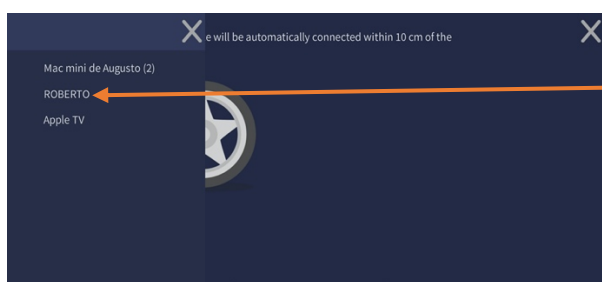 e will be automatically connected within 10 cm of the
Mac mini de Augusto (2)
ROBERTO
Apple TV